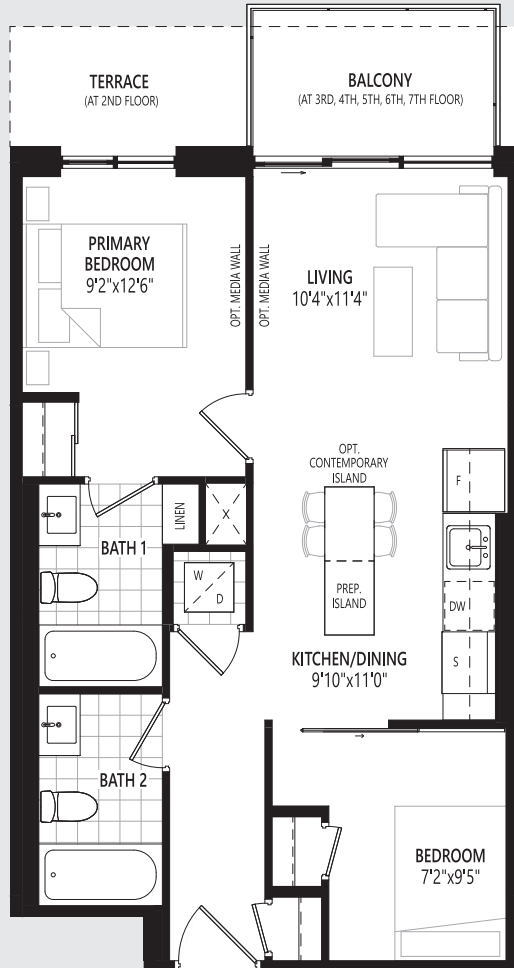 TERRACE
(AT 2ND FLOOR)
BALCONY
(AT 3RD, 4TH, 5TH, 6TH, 7TH FLOOR)
PRIMARY
BEDROOM
9'2"x12'6"
OPT. MEDIA WALL
OPT. MEDIA WALL
LIVING
10'4"x11'4"
OPT.
CONTEMPORARY
ISLAND
F
LINEN
X
BATH 1
W
D
PREP.
ISLAND
DW
S
KITCHEN/DINING
9'10"x11'0"
BATH 2
BEDROOM
7'2"x9'5"